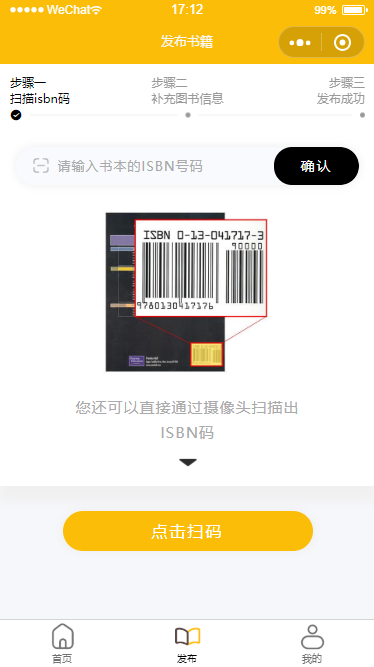 WeChat
17:12
99%
发布书籍
步骤一
步骤二
步骤三
扫描isbn码
补充图书信息
发布成功
请输入书本的ISBN号码
确认
ISBN 0-13-041717-3
90000
9780130417176
您还可以直接通过摄像头扫描出
ISBN码
点击扫码
首页
发布
我的